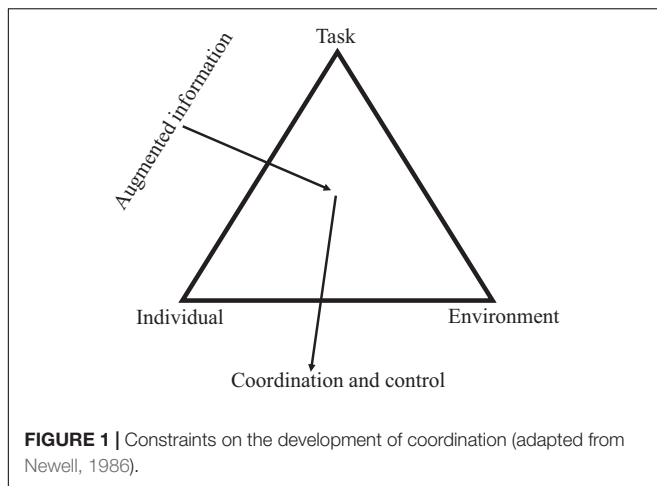 Task
Augmented information
Individual
Environment
Coordination and control
FIGURE 1 | Constraints on the development of coordination (adapted from
Newell, 1986).